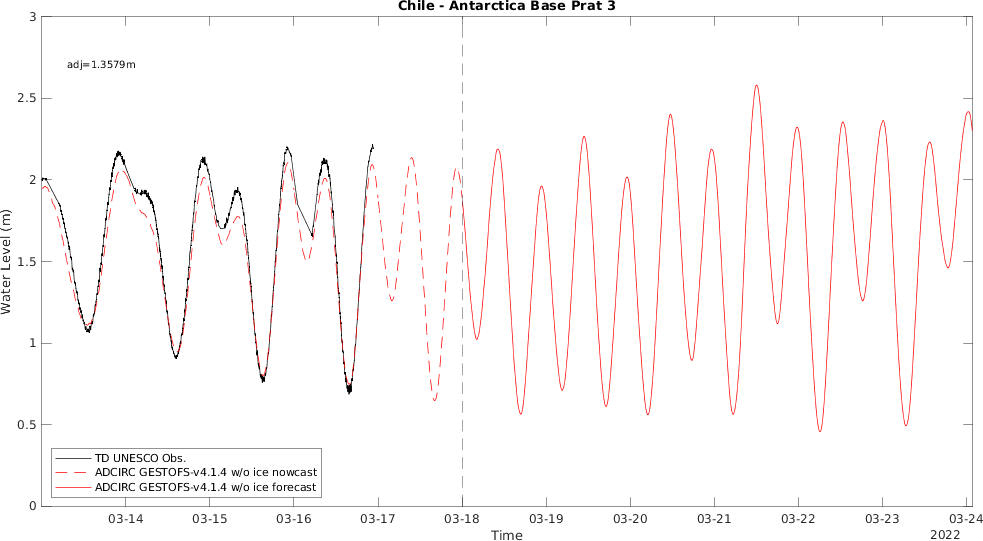 Chile - Antarctica Base Prat 3
3
adj=1.3579m
2.5
2
1.5
1
0.5
0
Water Level (m)
TD UNESCO Obs.
ADCIRC GESTOFS-v4.1.4 w/o ice nowcast
ADCIRC GESTOFS-v4.1.4 w/o ice forecast
03-14 03-15 03-16 03-17 03-18 03-19 03-20 03-21 03-22 03-23 03-24
Time
2022